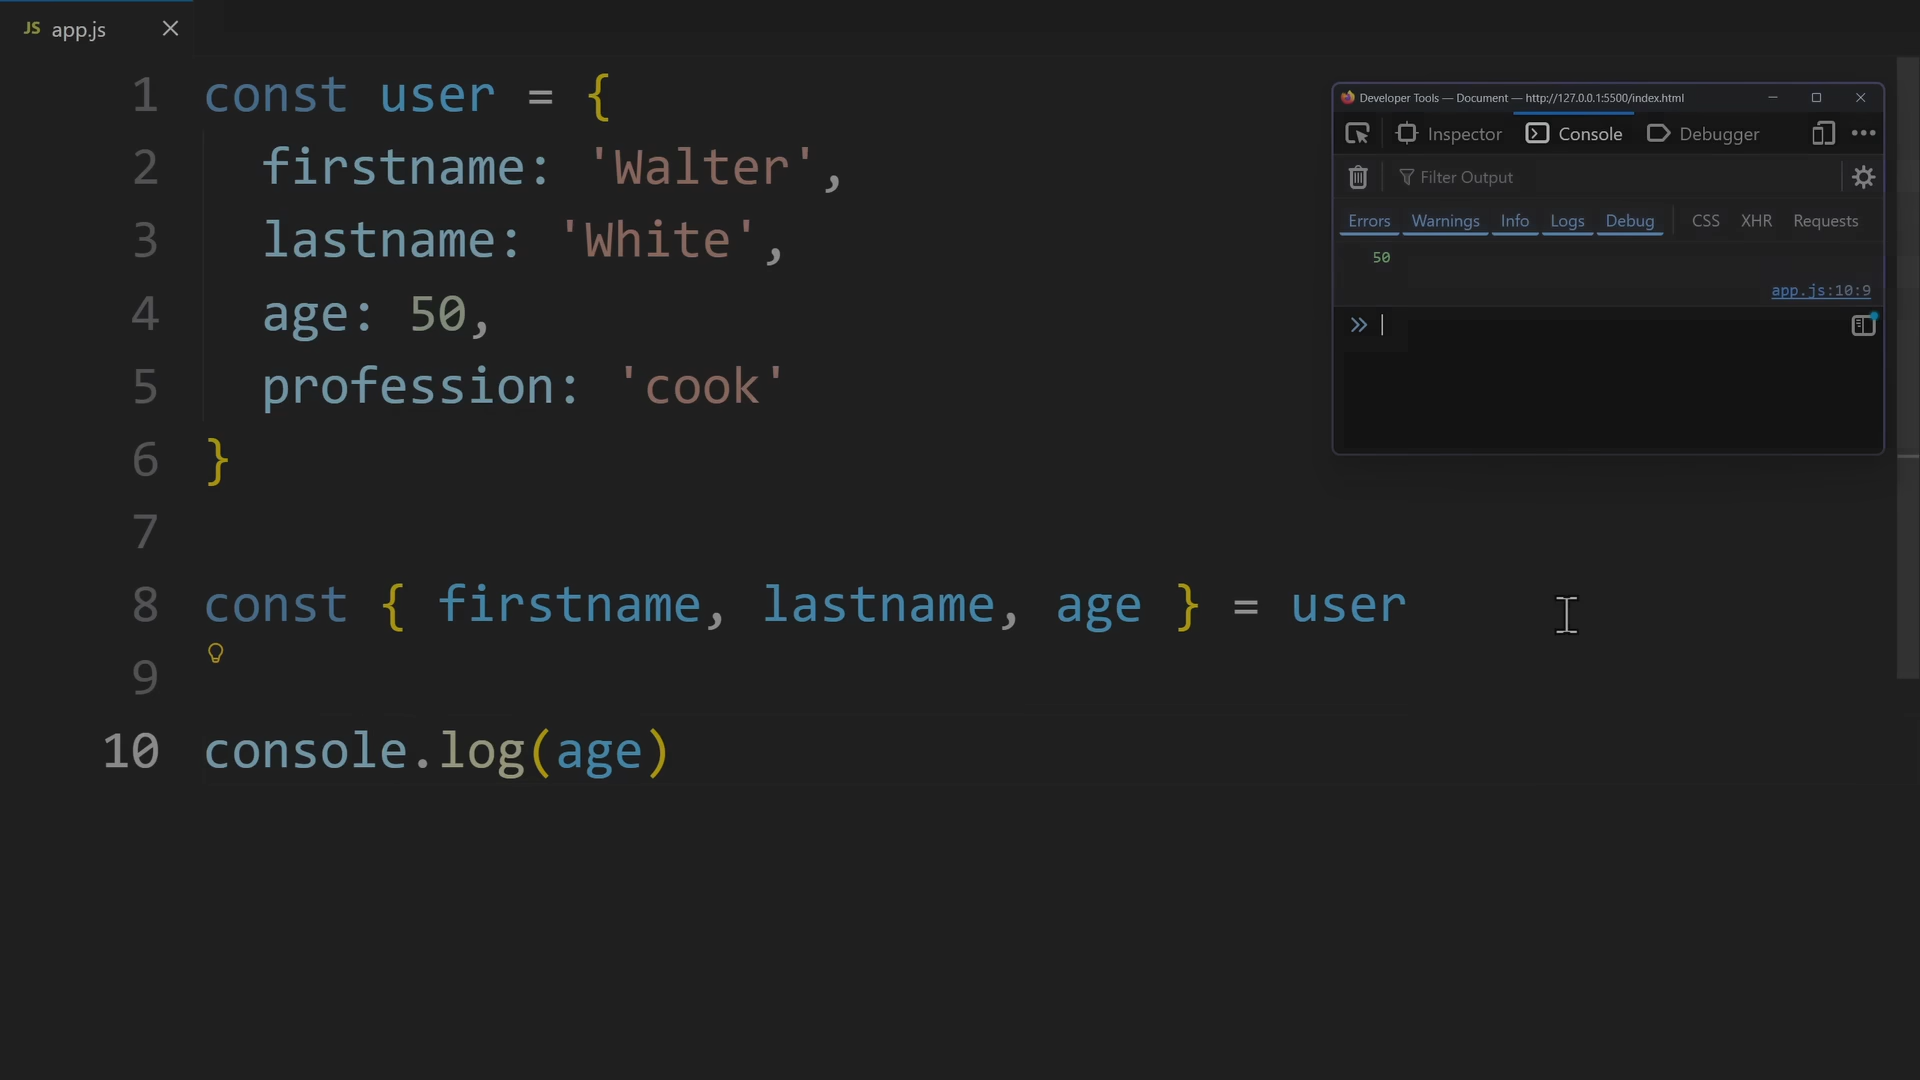 JS app.js
1 const user = {
2 firstname: 'Walter',
3 lastname: 'White',
4 age: 50,
5 profession: 'cook'
6 }
7
8 const { firstname, lastname, age } = user
9
10 console.log(age)
Developer Tools — Document — http://127.0.0.1:5500/index.html
Inspector Console Debugger
Filter Output
Errors Warnings Info Logs Debug CSS XHR Requests
50
app.js:10:9